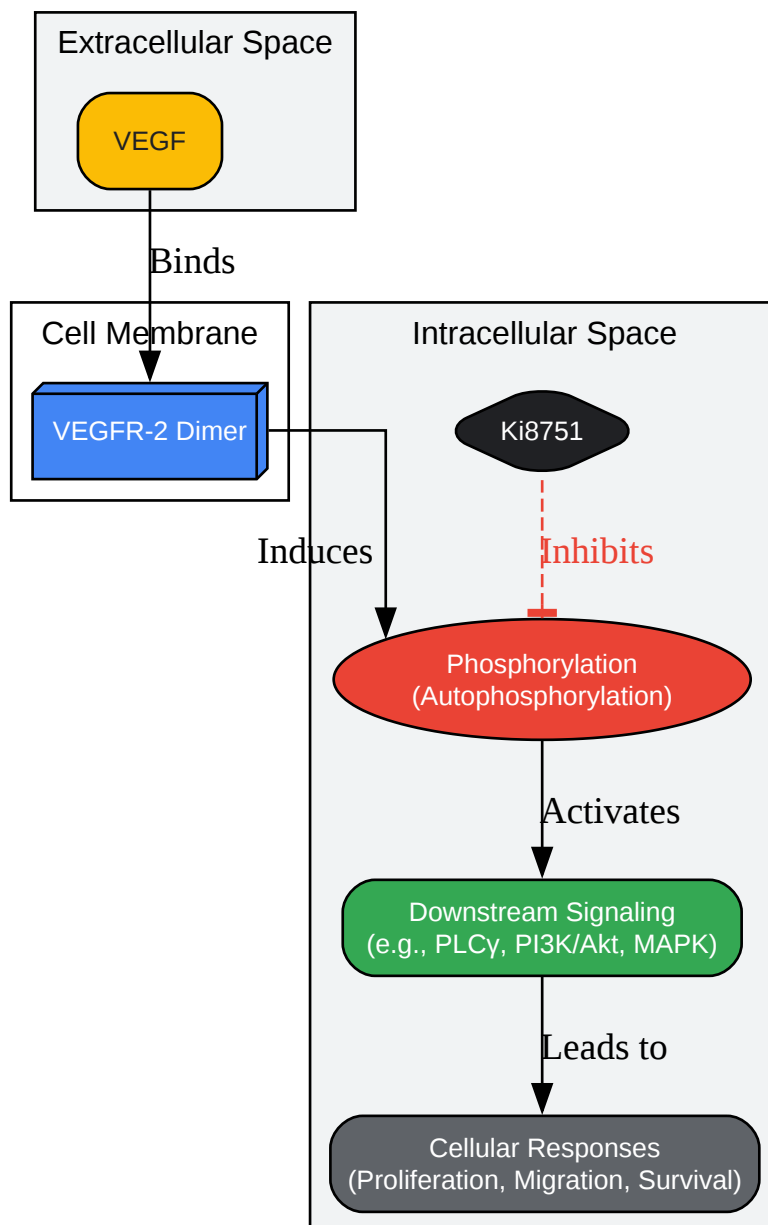 Extracellular Space
VEGF
Binds
Cell Membrane
VEGFR-2 Dimer
Induces
Intracellular Space
Ki8751
Inhibits
Phosphorylation
(Autophosphorylation)
Activates
Downstream Signaling
(e.g., PLCγ, PI3K/Akt, MAPK)
Leads to
Cellular Responses
(Proliferation, Migration, Survival)